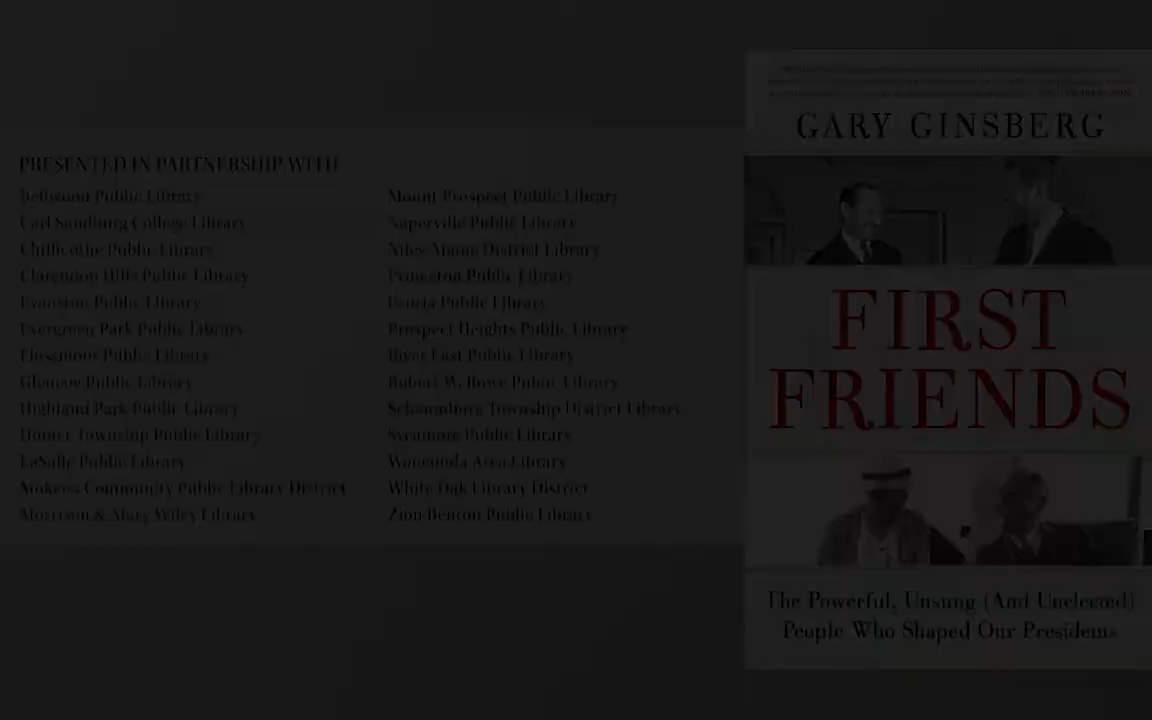 PRESENTED IN PARTNERSHIP WITH
Bellwood Public Library
Carl Sandburg College Library
Chillicothe Public Library
Clarendon Hills Public Library
Evanston Public Library
Evergreen Park Public Library
Flossmoor Public Library
Glencoe Public Library
Highland Park Public Library
Homer Township Public Library
LaSalle Public Library
Mokena Community Public Library District
Morrison & Mary Wiley Library
Mount Prospect Public Library
Naperville Public Library
Niles-Maine District Library
Princeton Public Library
Peoria Public Library
Prospect Heights Public Library
River East Public Library
Robert W. Rowe Public Library
Schaumburg Township District Library
Sycamore Public Library
Wauconda Area Library
White Oak Library District
Zion-Benton Public Library
GARY GINSBERG
FIRST
FRIENDS
The Powerful, Unsung (And Unelected)
People Who Shaped Our Presidents